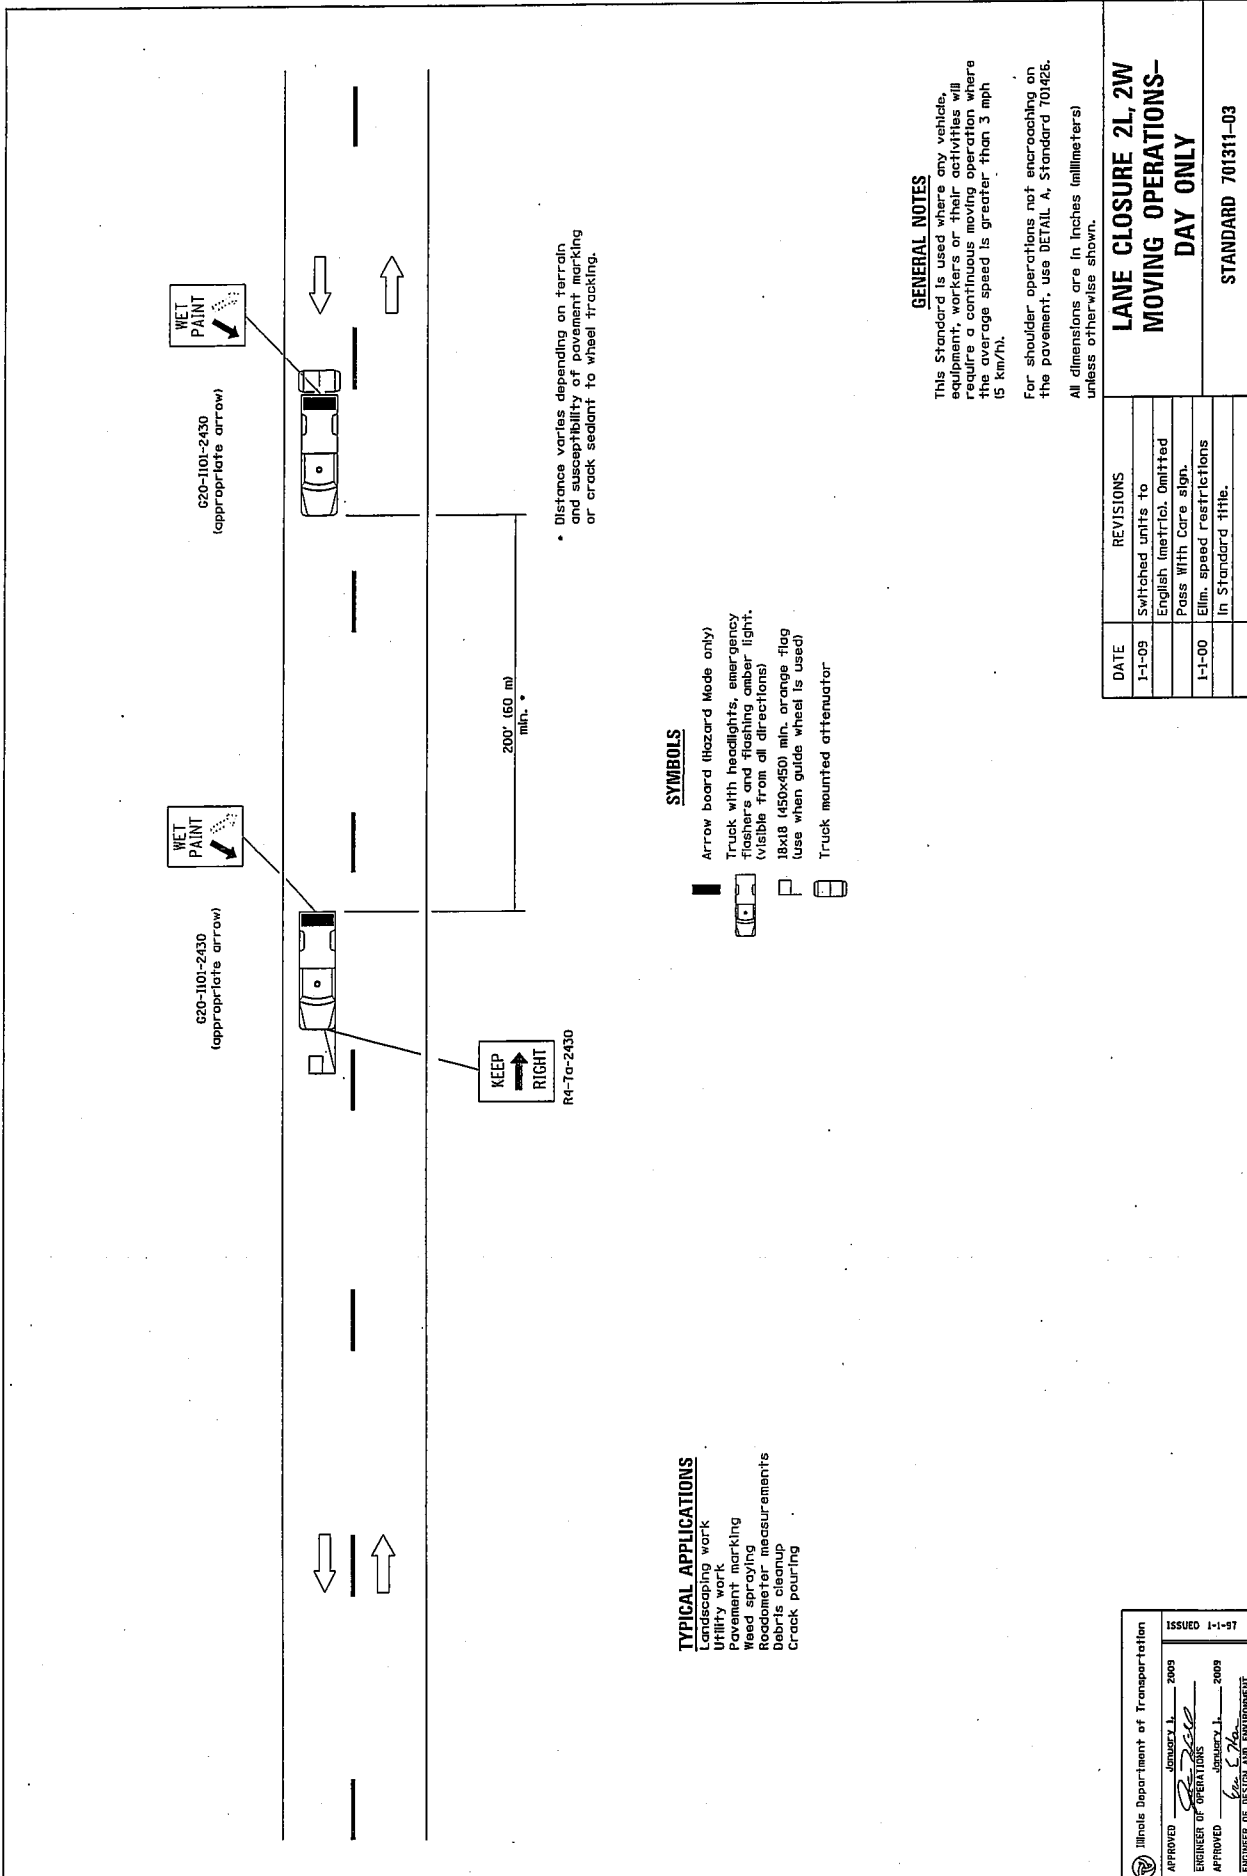 WET
PAINT
G20-I101-2430
(appropriate arrow)
WET
PAINT
G20-I101-2430
(appropriate arrow)
KEEP
RIGHT
R4-7a-2430
200' (60 m)
min. *
* Distance varies depending on terrain
and susceptibility of pavement marking
or crack sealant to wheel tracking.
TYPICAL APPLICATIONS
Landscaping work
Utility work
Pavement marking
Weed spraying
Roadometer measurements
Debris cleanup
Crack pouring
SYMBOLS
Arrow board (Hazard Mode only)
Truck with headlights, emergency
flashers and flashing amber light.
(visible from all directions)
18x18 (450x450) min. orange flag
(use when guide wheel is used)
Truck mounted attenuator
GENERAL NOTES
This Standard is used where any vehicle,
equipment, workers or their activities will
require a continuous moving operation where
the average speed is greater than 3 mph
(5 km/h).
For shoulder operations not encroaching on
the pavement, use DETAIL A, Standard 701426.
All dimensions are in inches (millimeters)
unless otherwise shown.
Illinois Department of Transportation
APPROVED January 1, 2009
ENGINEER OF OPERATIONS
APPROVED January 1, 2009
ENGINEER OF DESIGN AND ENVIRONMENT
ISSUED 1-1-97
DATE REVISIONS
1-1-09 Switched units to
English (metric). Omitted
Pass With Care sign.
1-1-00 Elim. speed restrictions
in Standard title.
LANE CLOSURE 2L, 2W
MOVING OPERATIONS–
DAY ONLY
STANDARD 701311–03